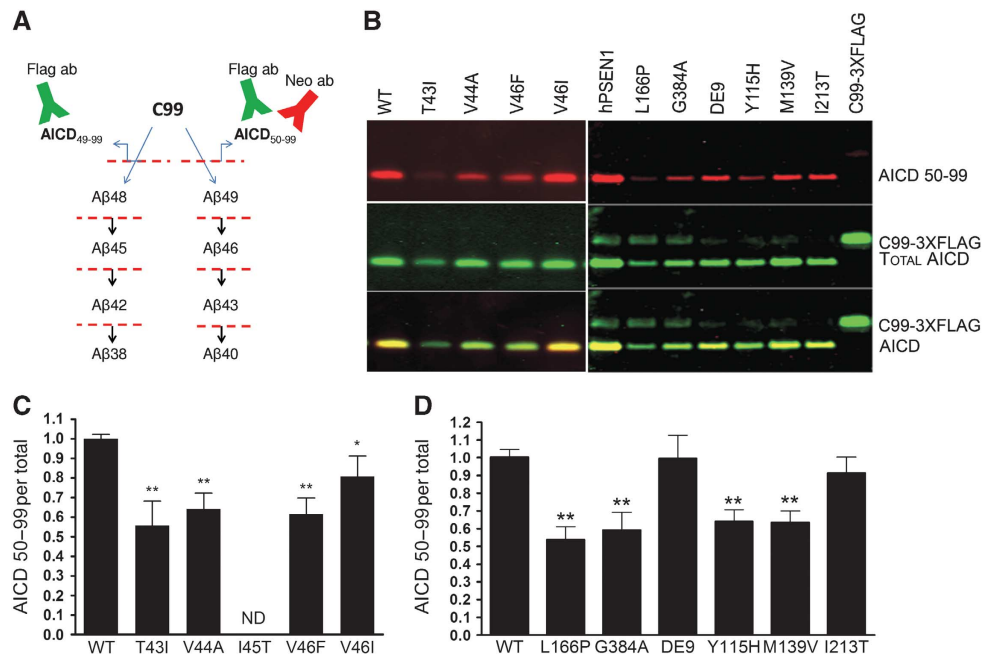 A
Flag ab
Flag ab
Neo ab
C99
AICD49-99
AICD50-99
Aβ48
Aβ49
Aβ45
Aβ46
Aβ42
Aβ43
Aβ38
Aβ40
B
WT
T43I
V44A
V46F
V46I
hPSEN1
L166P
G384A
DE9
Y115H
M139V
I213T
C99-3XFLAG
AICD 50-99
C99-3XFLAG
TOTAL AICD
C99-3XFLAG
AICD
C
AICD 50–99 per total
1.1
1.0
0.9
0.8
0.7
0.6
0.5
0.4
0.3
0.2
0.1
0.0
**
**
ND
**
*
WT
T43I
V44A
I45T
V46F
V46I
D
AICD 50–99 per total
1.2
1.1
1.0
0.9
0.8
0.7
0.6
0.5
0.4
0.3
0.2
0.1
0.0
**
**
**
**
WT
L166P
G384A
DE9
Y115H
M139V
I213T